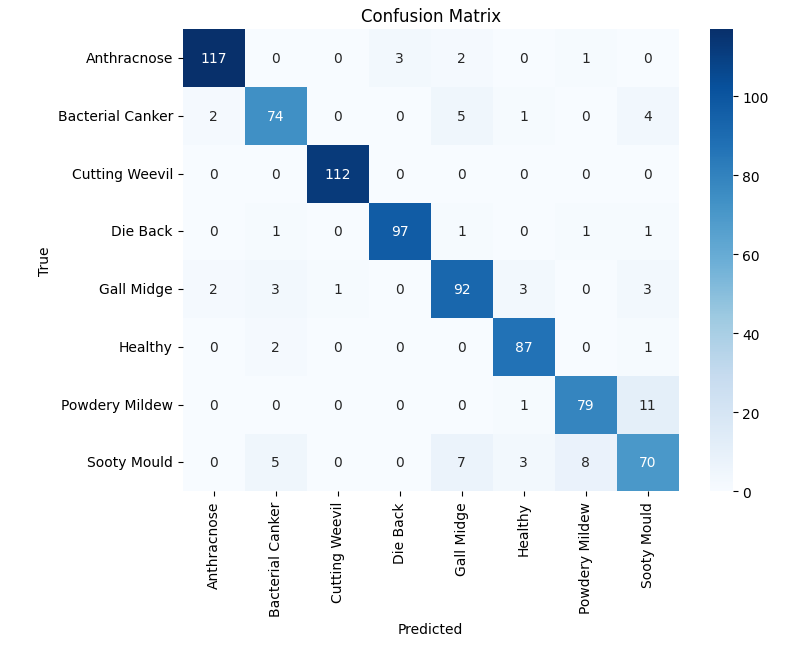 Confusion Matrix
Anthracnose 117 0 0 3 2 0 1 0
Bacterial Canker 2 74 0 0 5 1 0 4
Cutting Weevil 0 0 112 0 0 0 0 0
Die Back 0 1 0 97 1 0 1 1
Gall Midge 2 3 1 0 92 3 0 3
Healthy 0 2 0 0 0 87 0 1
Powdery Mildew 0 0 0 0 0 1 79 11
Sooty Mould 0 5 0 0 7 3 8 70
True
Anthracnose
Bacterial Canker
Cutting Weevil
Die Back
Gall Midge
Healthy
Powdery Mildew
Sooty Mould
Predicted
100
80
60
40
20
0